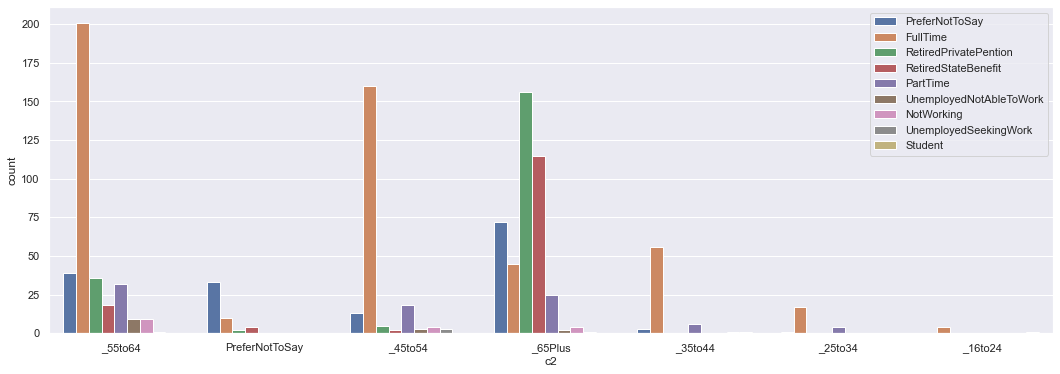 200
175
150
125
100
75
50
25
0
count
_55to64 PreferNotToSay _45to54 _65Plus _35to44 _25to34 _16to24
c2
PreferNotToSay
FullTime
RetiredPrivatePention
RetiredStateBenefit
PartTime
UnemployedNotAbleToWork
NotWorking
UnemployedSeekingWork
Student